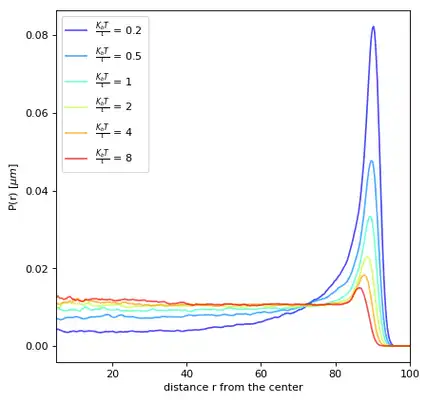 0.08
0.06
0.04
0.02
0.00
P(r) [μm]
K_bT/τ = 0.2
K_bT/τ = 0.5
K_bT/τ = 1
K_bT/τ = 2
K_bT/τ = 4
K_bT/τ = 8
20 40 60 80 100
distance r from the center